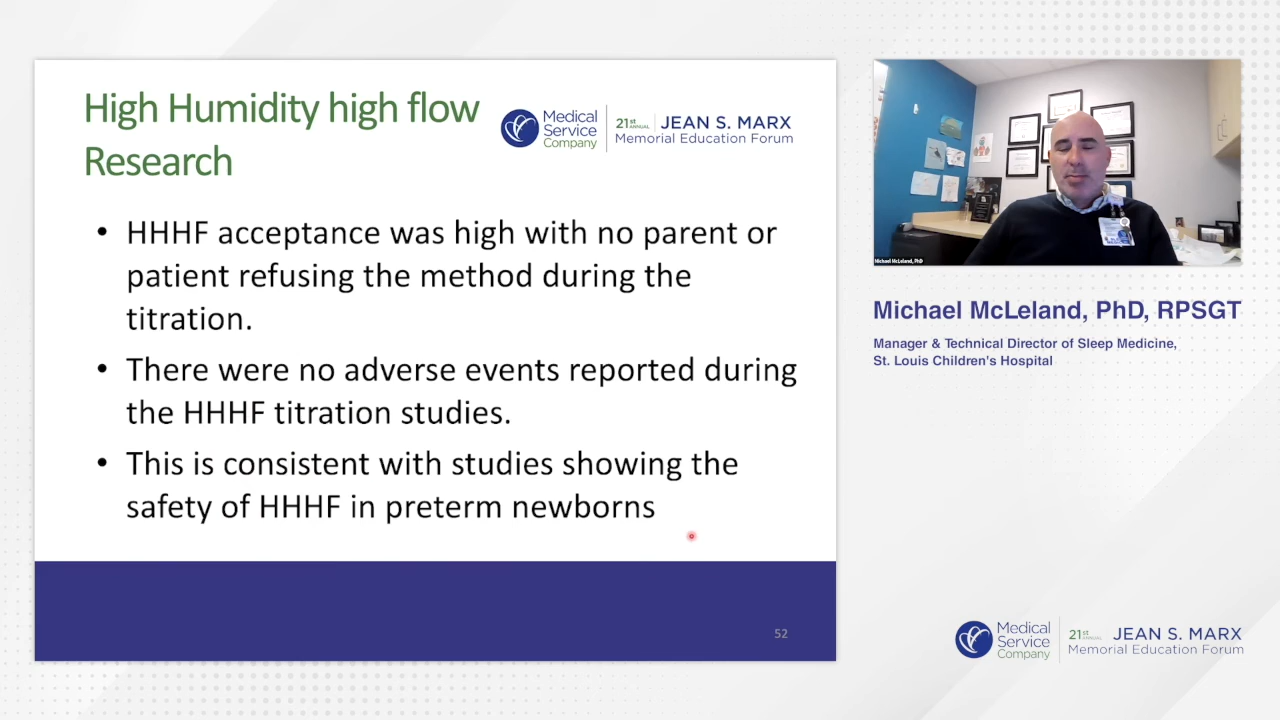 High Humidity high flow
Research
Medical
Service
Company
21st
ANNUAL
JEAN S. MARX
Memorial Education Forum
• HHHF acceptance was high with no parent or
patient refusing the method during the
titration.
• There were no adverse events reported during
the HHHF titration studies.
• This is consistent with studies showing the
safety of HHHF in preterm newborns
52
Michael McLeland, PhD
Michael McLeland, PhD, RPSGT
Manager & Technical Director of Sleep Medicine,
St. Louis Children's Hospital
Medical
Service
Company
21st
ANNUAL
JEAN S. MARX
Memorial Education Forum